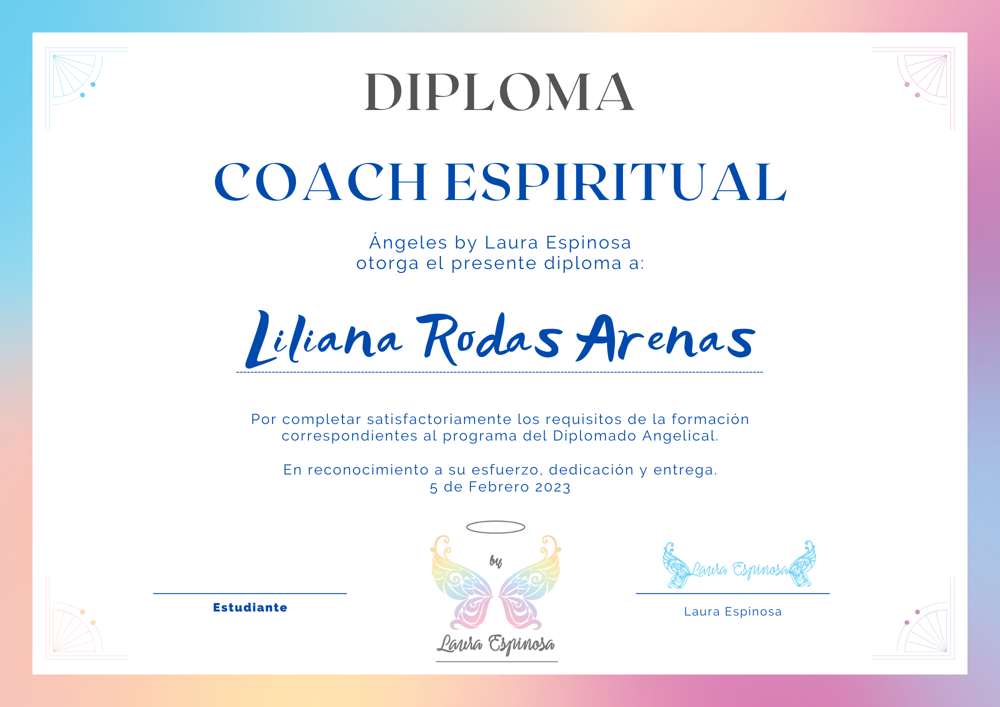 DIPLOMA
COACH ESPIRITUAL
Ángeles by Laura Espinosa
otorga el presente diploma a:
Liliana Rodas Arenas
Por completar satisfactoriamente los requisitos de la formación
correspondientes al programa del Diplomado Angelical.
En reconocimiento a su esfuerzo, dedicación y entrega.
5 de Febrero 2023
Estudiante
by
Laura Espinosa
Laura Espinosa
Laura Espinosa